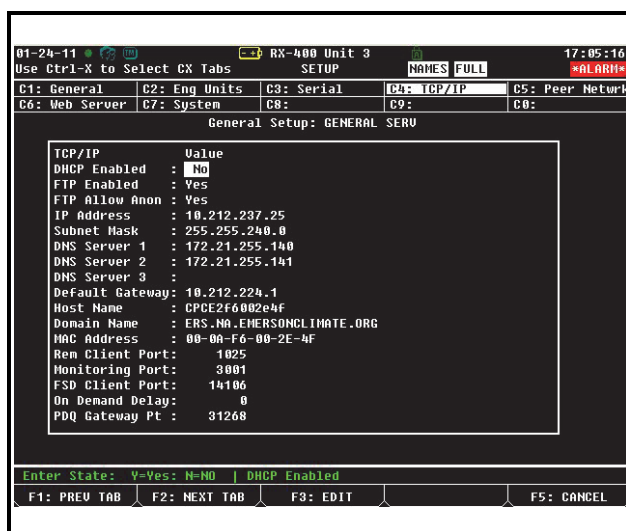 01-24-11 RX-400 Unit 3 17:05:16
Use Ctrl-X to Select CX Tabs SETUP NAMES FULL *ALARM*
C1: General C2: Eng Units C3: Serial C4: TCP/IP C5: Peer Netwrk
C6: Web Server C7: System C8: C9: C0:
General Setup: GENERAL SERV
TCP/IP Value
DHCP Enabled : No
FTP Enabled : Yes
FTP Allow Anon : Yes
IP Address : 10.212.237.25
Subnet Mask : 255.255.240.0
DNS Server 1 : 172.21.255.140
DNS Server 2 : 172.21.255.141
DNS Server 3 :
Default Gateway: 10.212.224.1
Host Name : CPCE2f6002e4f
Domain Name : ERS.NA.EMERSONCLIMATE.ORG
MAC Address : 00-0A-F6-00-2E-4F
Rem Client Port: 1025
Monitoring Port: 3001
FSD Client Port: 14106
On Demand Delay: 0
PDQ Gateway Pt : 31268
Enter State: Y=Yes: N=NO | DHCP Enabled
F1: PREV TAB F2: NEXT TAB F3: EDIT F5: CANCEL